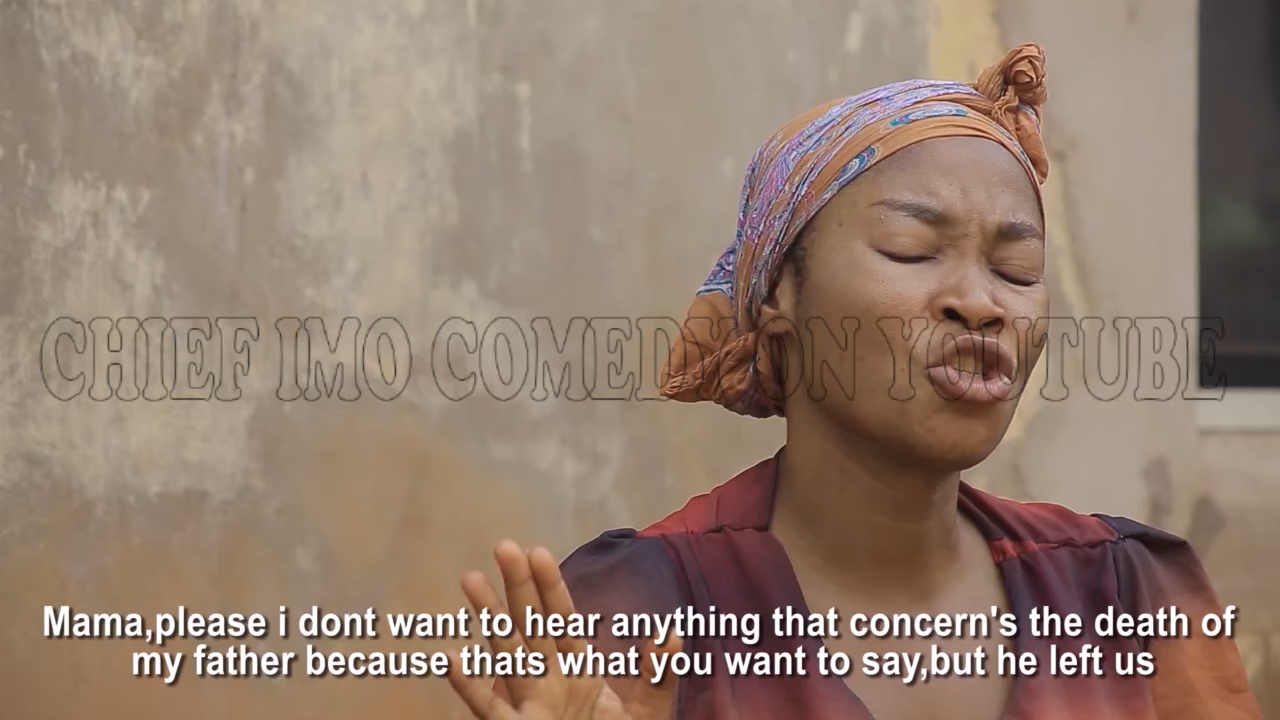 CHIEF IMO COMEDY ON YOUTUBE
Mama,please i dont want to hear anything that concern's the death of
my father because thats what you want to say,but he left us